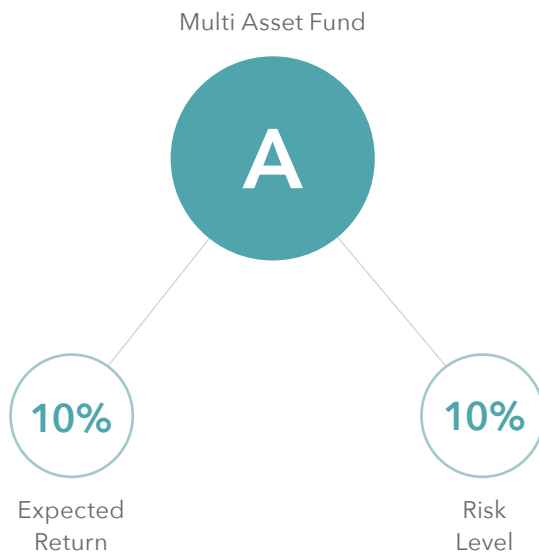 Multi Asset Fund
A
10%
10%
Expected
Return
Risk
Level